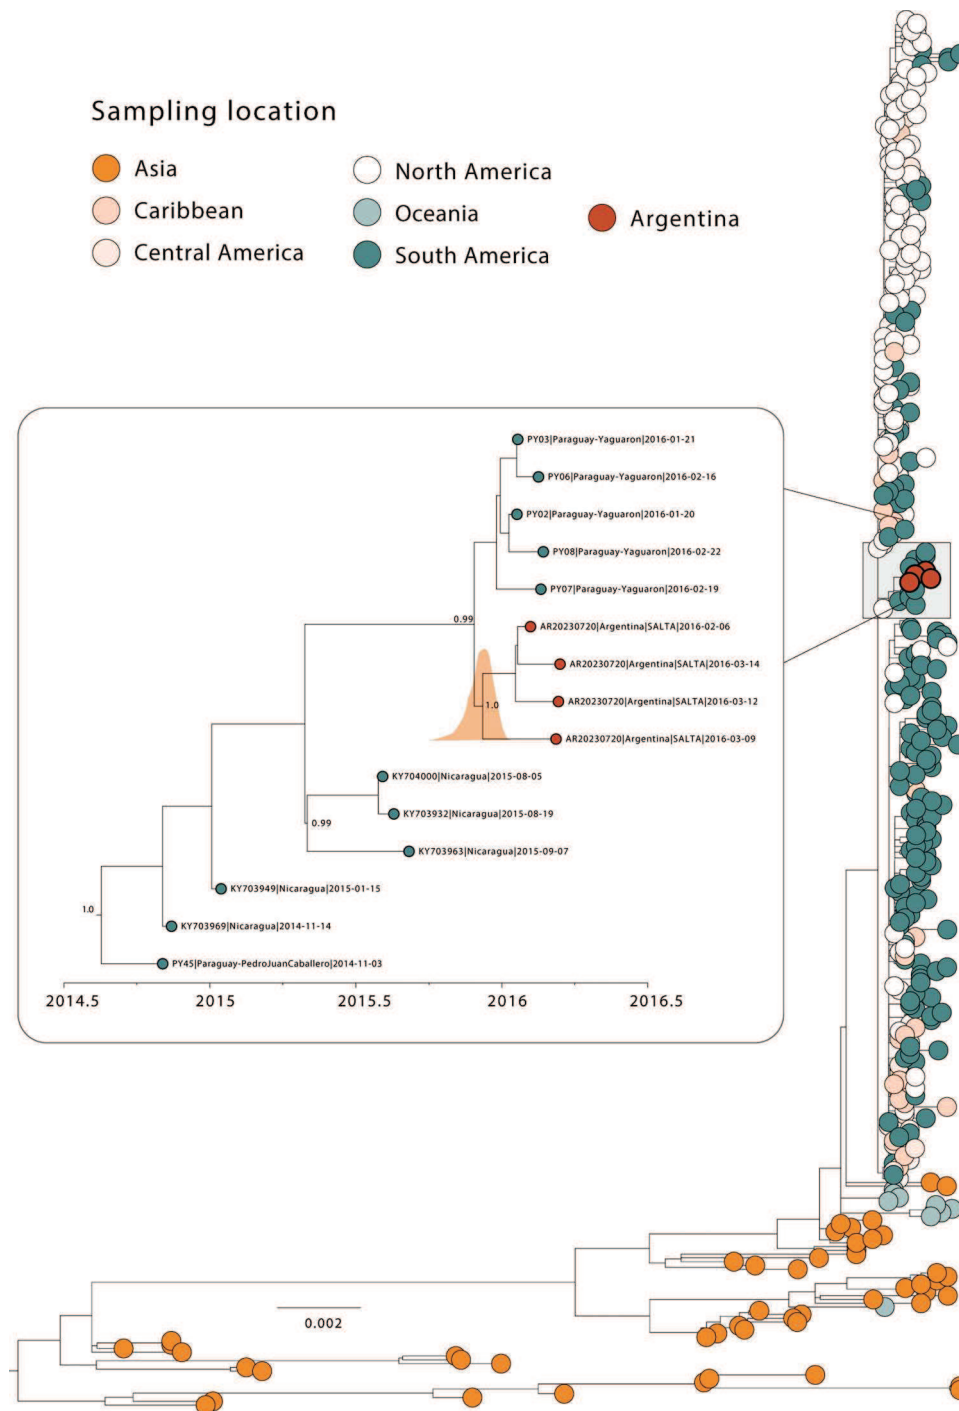 Sampling location
Asia
North America
Caribbean
Oceania
Argentina
Central America
South America
PY03|Paraguay-Yaguaron|2016-01-21
PY06|Paraguay-Yaguaron|2016-02-16
PY02|Paraguay-Yaguaron|2016-01-20
PY08|Paraguay-Yaguaron|2016-02-22
PY07|Paraguay-Yaguaron|2016-02-19
0.99
AR20230720|Argentina|SALTA|2016-02-06
AR20230720|Argentina|SALTA|2016-03-14
1.0
AR20230720|Argentina|SALTA|2016-03-12
AR20230720|Argentina|SALTA|2016-03-09
KY704000|Nicaragua|2015-08-05
KY703932|Nicaragua|2015-08-19
0.99
KY703963|Nicaragua|2015-09-07
KY703949|Nicaragua|2015-01-15
1.0
KY703969|Nicaragua|2014-11-14
PY45|Paraguay-PedroJuanCaballero|2014-11-03
2014.5 2015 2015.5 2016 2016.5
0.002